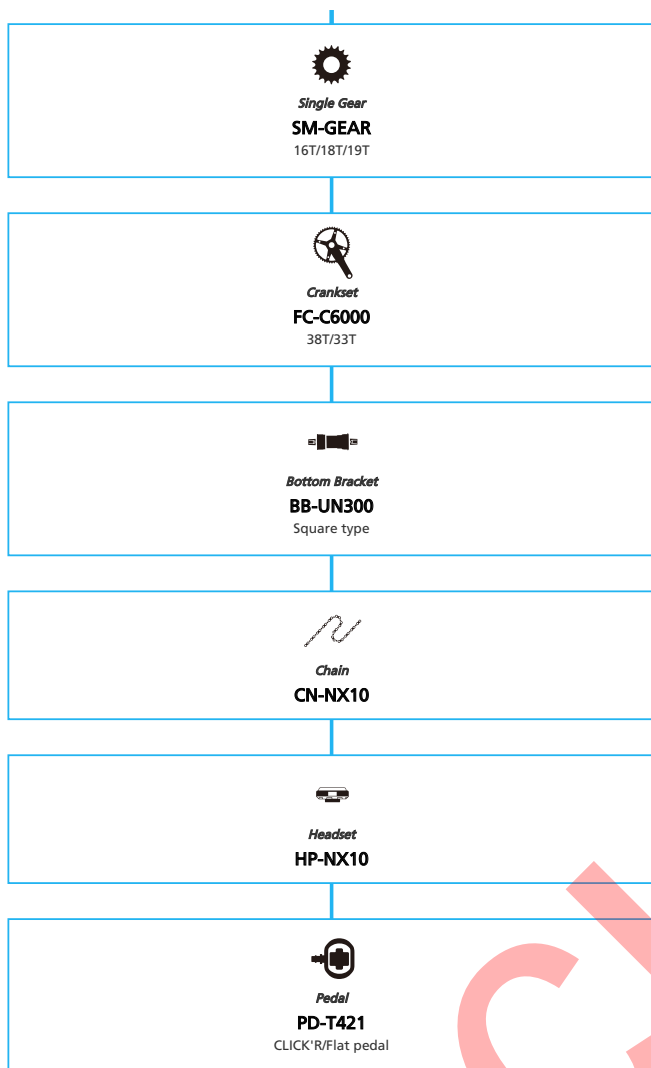 Single Gear
SM-GEAR
16T/18T/19T
Crankset
FC-C6000
38T/33T
Bottom Bracket
BB-UN300
Square type
Chain
CN-NX10
Headset
HP-NX10
Pedal
PD-T421
CLICK'R/Flat pedal